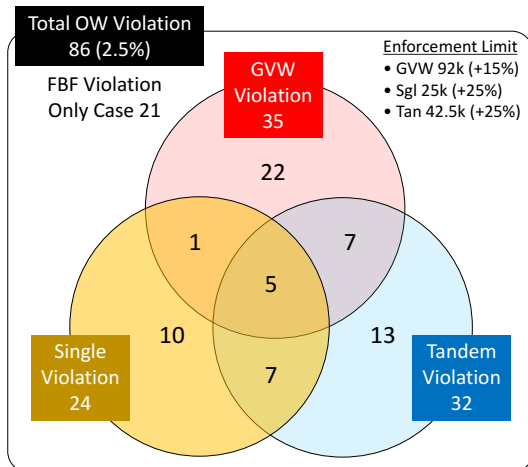 Total OW Violation
86 (2.5%)
FBF Violation
Only Case 21
GVW
Violation
35
Enforcement Limit
• GVW 92k (+15%)
• Sgl 25k (+25%)
• Tan 42.5k (+25%)
22
1
7
5
10
13
7
Single
Violation
24
Tandem
Violation
32